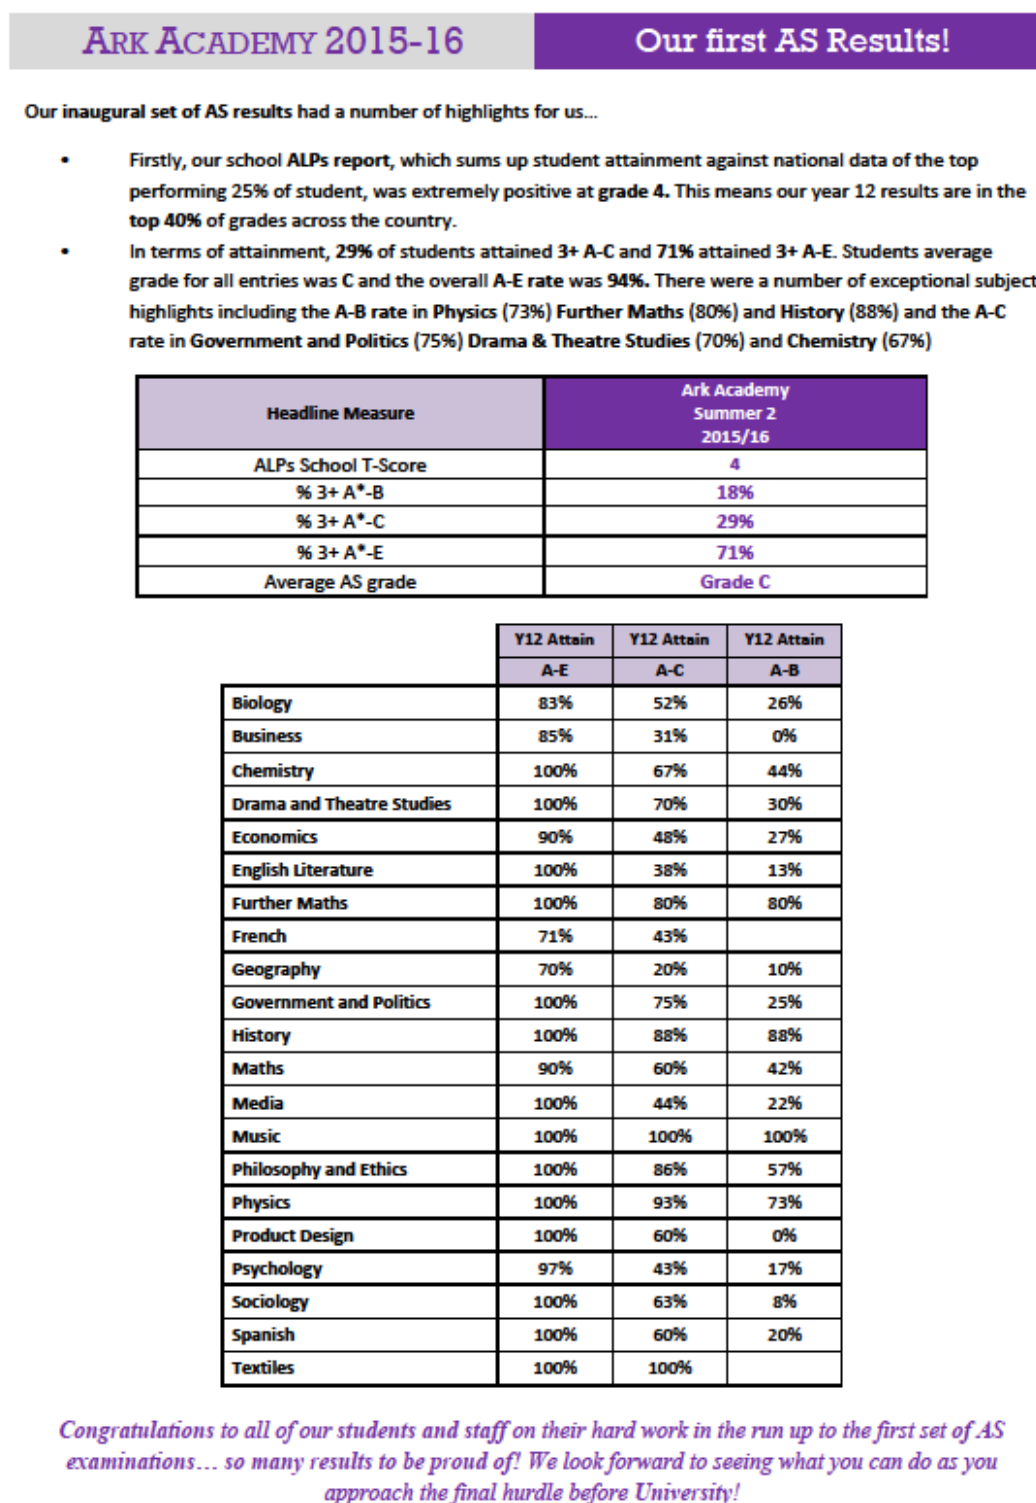 ARK ACADEMY 2015-16
Our first AS Results!
Our inaugural set of AS results had a number of highlights for us...
• Firstly, our school ALPs report, which sums up student attainment against national data of the top
performing 25% of student, was extremely positive at grade 4. This means our year 12 results are in the
top 40% of grades across the country.
• In terms of attainment, 29% of students attained 3+ A-C and 71% attained 3+ A-E. Students average
grade for all entries was C and the overall A-E rate was 94%. There were a number of exceptional subject
highlights including the A-B rate in Physics (73%) Further Maths (80%) and History (88%) and the A-C
rate in Government and Politics (75%) Drama & Theatre Studies (70%) and Chemistry (67%)
Headline Measure
Ark Academy
Summer 2
2015/16
ALPs School T-Score 4
% 3+ A*-B 18%
% 3+ A*-C 29%
% 3+ A*-E 71%
Average AS grade Grade C
Y12 Attain Y12 Attain Y12 Attain
A-E A-C A-B
Biology 83% 52% 26%
Business 85% 31% 0%
Chemistry 100% 67% 44%
Drama and Theatre Studies 100% 70% 30%
Economics 90% 48% 27%
English Literature 100% 38% 13%
Further Maths 100% 80% 80%
French 71% 43%
Geography 70% 20% 10%
Government and Politics 100% 75% 25%
History 100% 88% 88%
Maths 90% 60% 42%
Media 100% 44% 22%
Music 100% 100% 100%
Philosophy and Ethics 100% 86% 57%
Physics 100% 93% 73%
Product Design 100% 60% 0%
Psychology 97% 43% 17%
Sociology 100% 63% 8%
Spanish 100% 60% 20%
Textiles 100% 100%
Congratulations to all of our students and staff on their hard work in the run up to the first set of AS
examinations... so many results to be proud of! We look forward to seeing what you can do as you
approach the final hurdle before University!